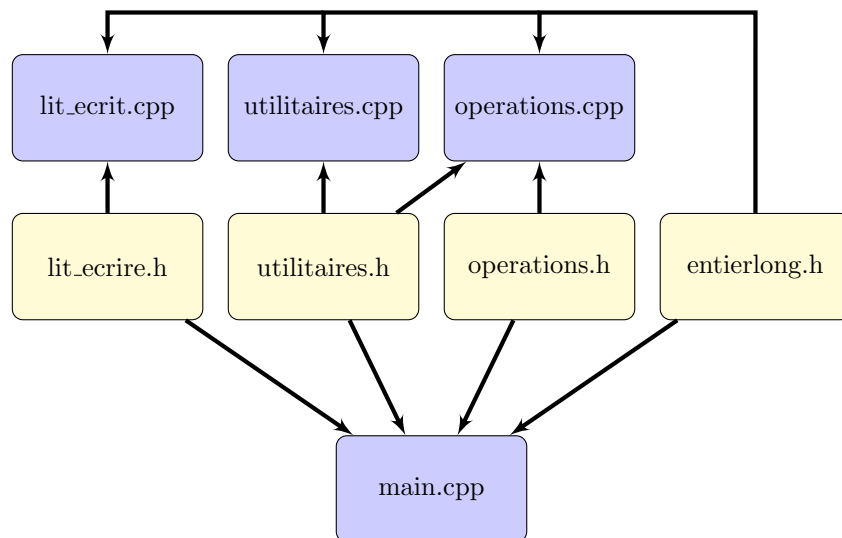 lit_ecrit.cpp
utilitaires.cpp
operations.cpp
lit_ecrire.h
utilitaires.h
operations.h
entierlong.h
main.cpp